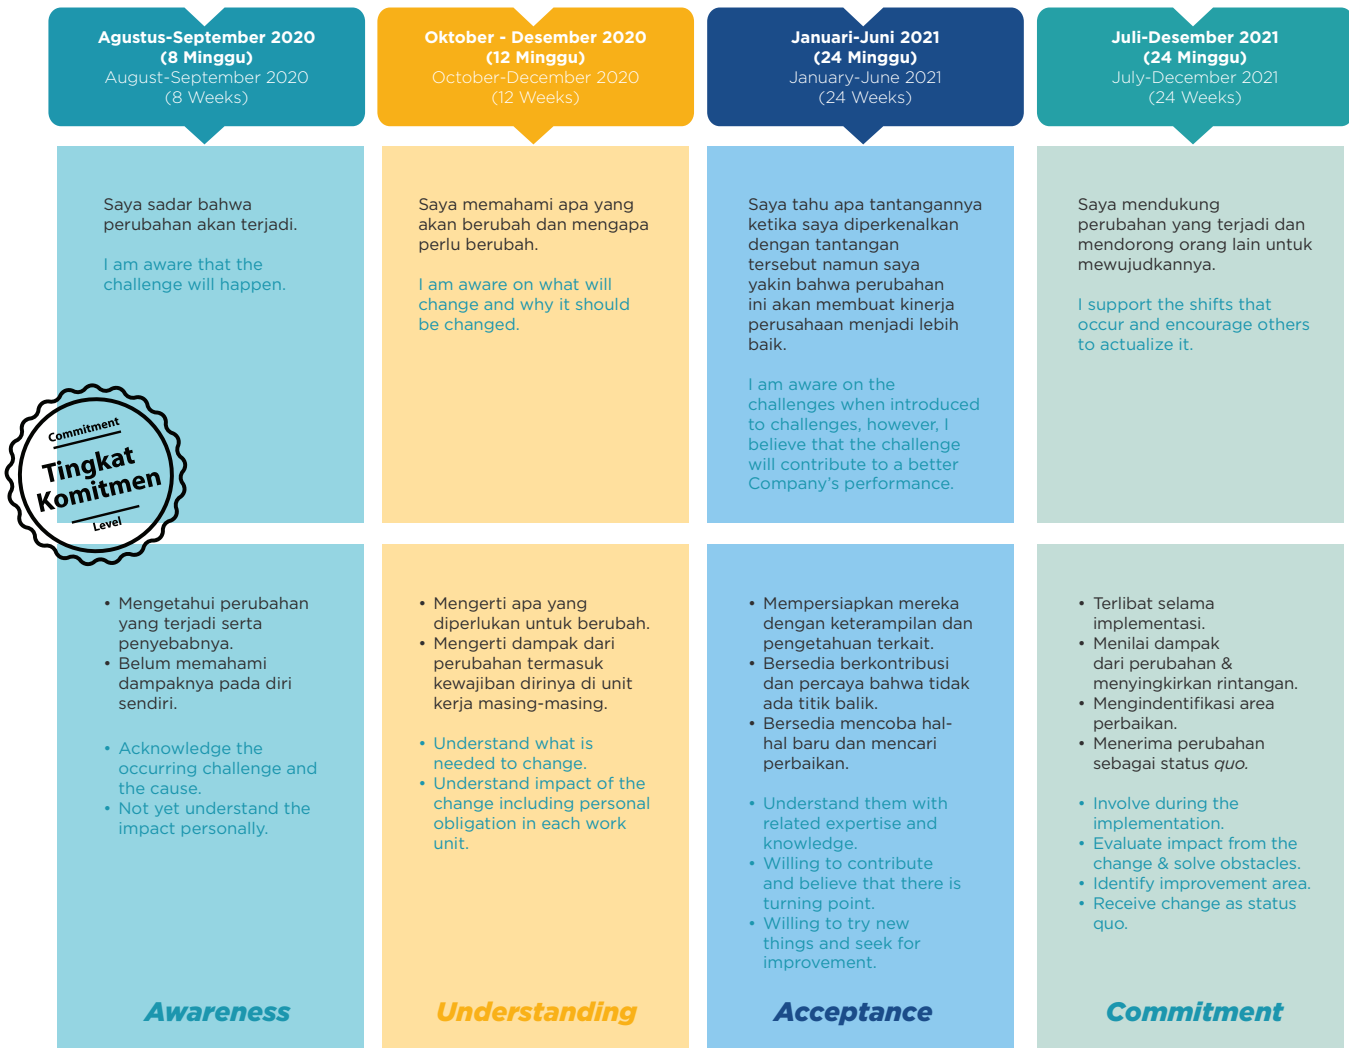 Agustus-September 2020
(8 Minggu)
August-September 2020
(8 Weeks)
Oktober - Desember 2020
(12 Minggu)
October-December 2020
(12 Weeks)
Januari-Juni 2021
(24 Minggu)
January-June 2021
(24 Weeks)
Juli-Desember 2021
(24 Minggu)
July-December 2021
(24 Weeks)
Saya sadar bahwa
perubahan akan terjadi.
I am aware that the
challenge will happen.
Saya memahami apa yang
akan berubah dan mengapa
perlu berubah.
I am aware on what will
change and why it should
be changed.
Saya tahu apa tantangannya
ketika saya diperkenalkan
dengan tantangan
tersebut namun saya
yakin bahwa perubahan
ini akan membuat kinerja
perusahaan menjadi lebih
baik.
I am aware on the
challenges when introduced
to challenges, however, I
believe that the challenge
will contribute to a better
Company's performance.
Saya mendukung
perubahan yang terjadi dan
mendorong orang lain untuk
mewujudkannya.
I support the shifts that
occur and encourage others
to actualize it.
Commitment
Tingkat
Komitmen
Level
• Mengetahui perubahan
yang terjadi serta
penyebabnya.
• Belum memahami
dampaknya pada diri
sendiri.
• Acknowledge the
occurring challenge and
the cause.
• Not yet understand the
impact personally.
Awareness
• Mengerti apa yang
diperlukan untuk berubah.
• Mengerti dampak dari
perubahan termasuk
kewajiban dirinya di unit
kerja masing-masing.
• Understand what is
needed to change.
• Understand impact of the
change including personal
obligation in each work
unit.
Understanding
• Mempersiapkan mereka
dengan keterampilan dan
pengetahuan terkait.
• Bersedia berkontribusi
dan percaya bahwa tidak
ada titik balik.
• Bersedia mencoba hal-
hal baru dan mencari
perbaikan.
• Understand them with
related expertise and
knowledge.
• Willing to contribute
and believe that there is
turning point.
• Willing to try new
things and seek for
improvement.
Acceptance
• Terlibat selama
implementasi.
• Menilai dampak
dari perubahan &
menyingkirkan rintangan.
• Mengindentifikasi area
perbaikan.
• Menerima perubahan
sebagai status quo.
• Involve during the
implementation.
• Evaluate impact from the
change & solve obstacles.
• Identify improvement area.
• Receive change as status
quo.
Commitment